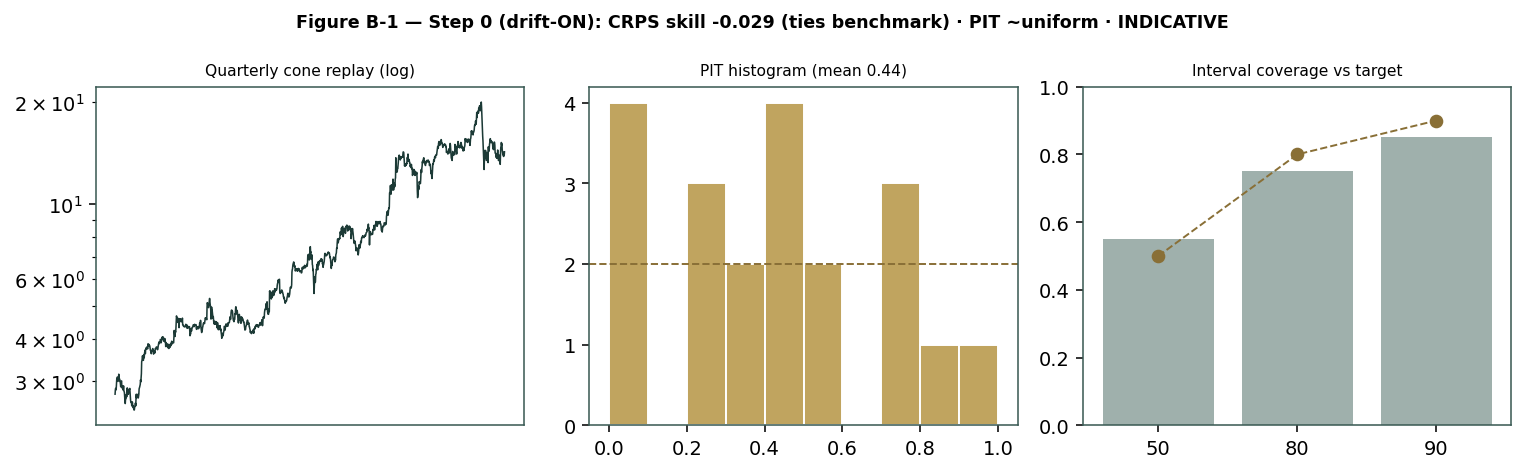 Figure B-1 — Step 0 (drift-ON): CRPS skill -0.029 (ties benchmark) · PIT ~uniform · INDICATIVE
Quarterly cone replay (log)
2 × 10¹
10¹
6 × 10⁰
4 × 10⁰
3 × 10⁰
PIT histogram (mean 0.44)
4
3
2
1
0
0.0 0.2 0.4 0.6 0.8 1.0
Interval coverage vs target
1.0
0.8
0.6
0.4
0.2
0.0
50 80 90